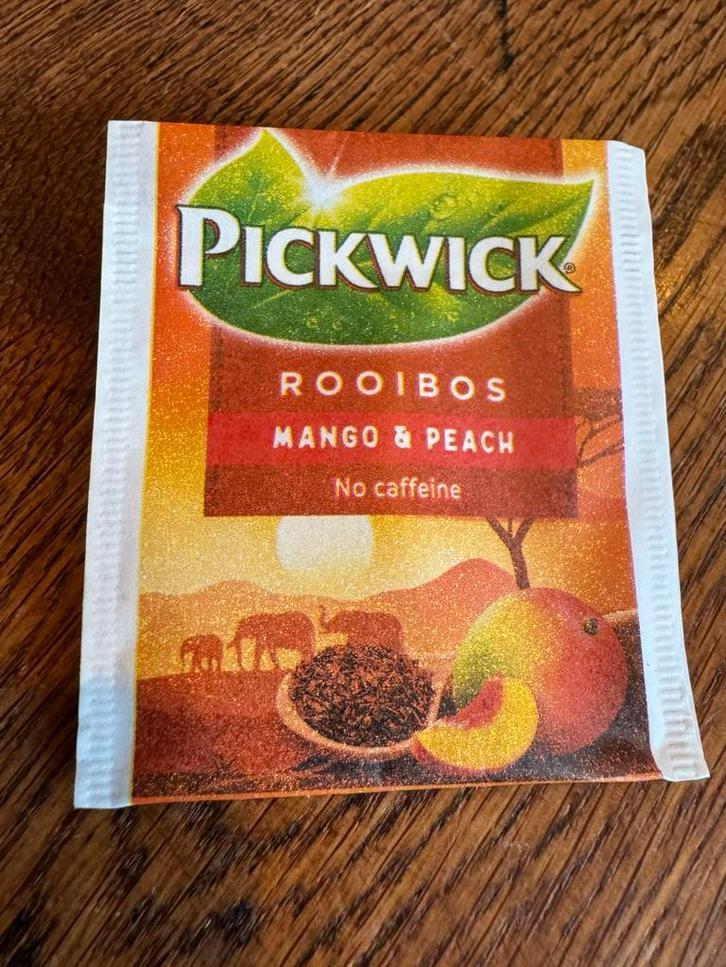 PICKWICK®
ROOIBOS
MANGO & PEACH
No caffeine